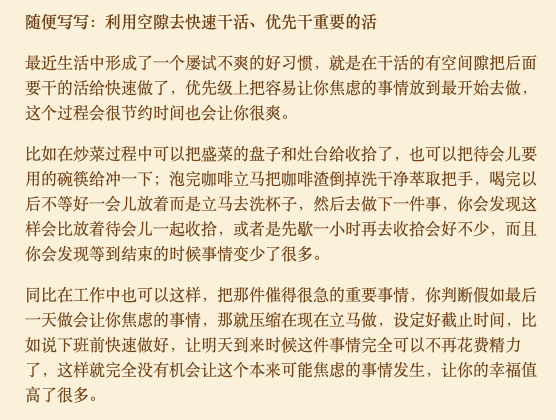 随便写写：利用空隙去快速干活、优先干重要的活
最近生活中形成了一个屡试不爽的好习惯，就是在干活的有空间隙把后面
要干的活给快速做了，优先级上把容易让你焦虑的事情放到最开始去做，
这个过程会很节约时间也会让你很爽。
比如在炒菜过程中可以把盛菜的盘子和灶台给收拾了，也可以把待会儿要
用的碗筷给冲一下；泡完咖啡立马把咖啡渣倒掉洗干净萃取把手，喝完以
后不等好一会儿放着而是立马去洗杯子，然后去做下一件事，你会发现这
样会比放着待会儿一起收拾，或者是先歇一小时再去收拾会好不少，而且
你会发现等到结束的时候事情变少了很多。
同比在工作中也可以这样，把那件催得很急的重要事情，你判断假如最后
一天做会让你焦虑的事情，那就压缩在现在立马做，设定好截止时间，比
如说下班前快速做好，让明天到来时候这件事情完全可以不再花费精力
了，这样就完全没有机会让这个本来可能焦虑的事情发生，让你的幸福值
高了很多。